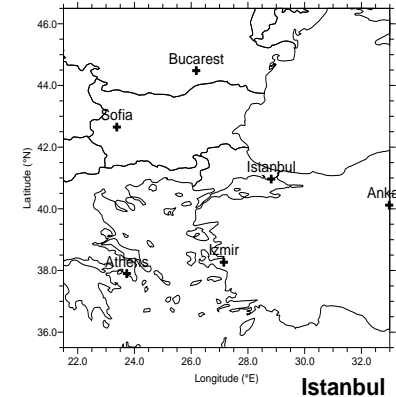 46.0
Bucarest
44.0
Sofia
42.0
Istanbul
Latitude (°N)
Anka
40.0
Izmir
Athens
38.0
36.0
22.0 24.0 26.0 28.0 30.0 32.0
Longitude (°E)
Istanbul